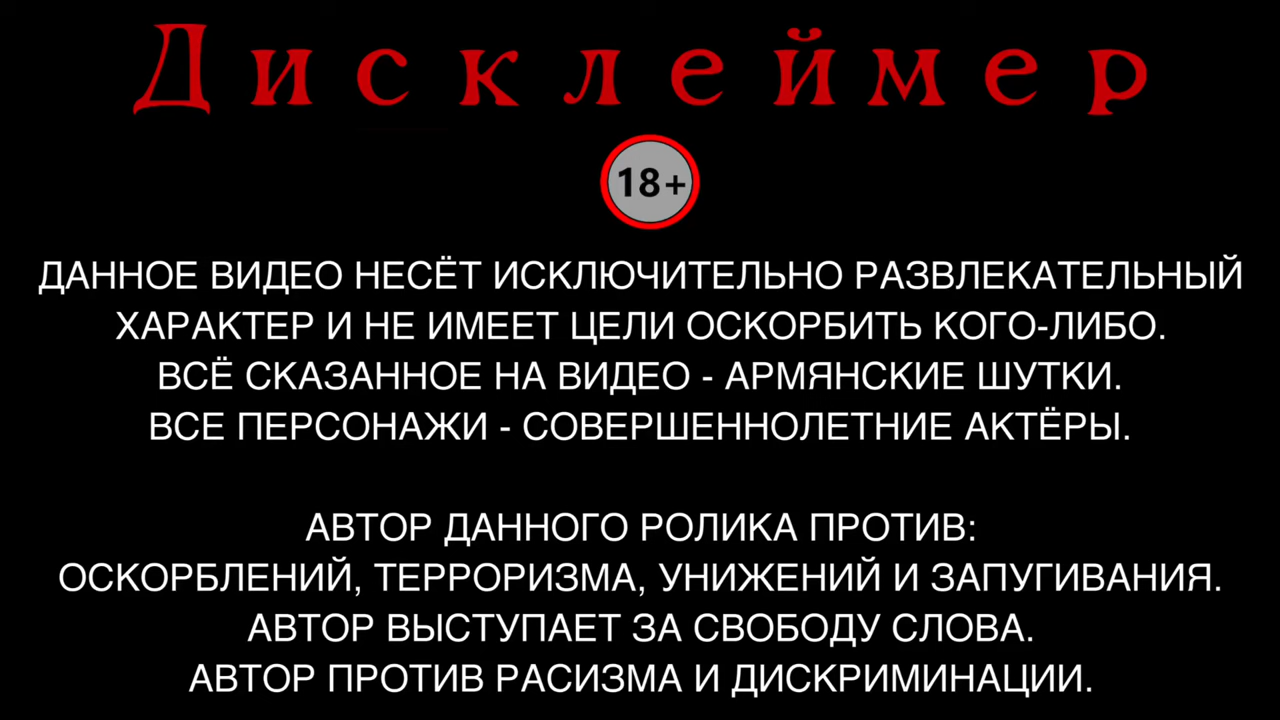 Дисклеймер
18+
ДАННОЕ ВИДЕО НЕСЁТ ИСКЛЮЧИТЕЛЬНО РАЗВЛЕКАТЕЛЬНЫЙ
ХАРАКТЕР И НЕ ИМЕЕТ ЦЕЛИ ОСКОРБИТЬ КОГО-ЛИБО.
ВСЁ СКАЗАННОЕ НА ВИДЕО - АРМЯНСКИЕ ШУТКИ.
ВСЕ ПЕРСОНАЖИ - СОВЕРШЕННОЛЕТНИЕ АКТЁРЫ.
АВТОР ДАННОГО РОЛИКА ПРОТИВ:
ОСКОРБЛЕНИЙ, ТЕРРОРИЗМА, УНИЖЕНИЙ И ЗАПУГИВАНИЯ.
АВТОР ВЫСТУПАЕТ ЗА СВОБОДУ СЛОВА.
АВТОР ПРОТИВ РАСИЗМА И ДИСКРИМИНАЦИИ.